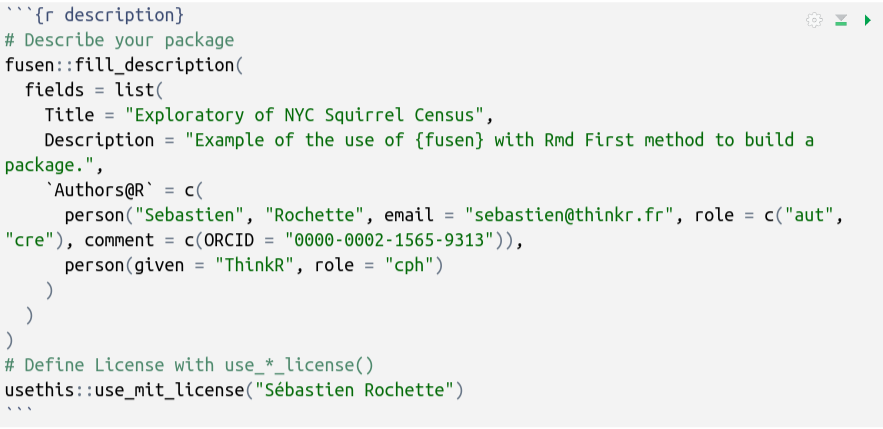 ```{r description}
# Describe your package
fusen::fill_description(
  fields = list(
    Title = "Exploratory of NYC Squirrel Census",
    Description = "Example of the use of {fusen} with Rmd First method to build a
package.",
    `Authors@R` = c(
      person("Sebastien", "Rochette", email = "sebastien@thinkr.fr", role = c("aut",
"cre"), comment = c(ORCID = "0000-0002-1565-9313")),
      person(given = "ThinkR", role = "cph")
    )
  )
)
# Define License with use_*_license()
usethis::use_mit_license("Sébastien Rochette")
```